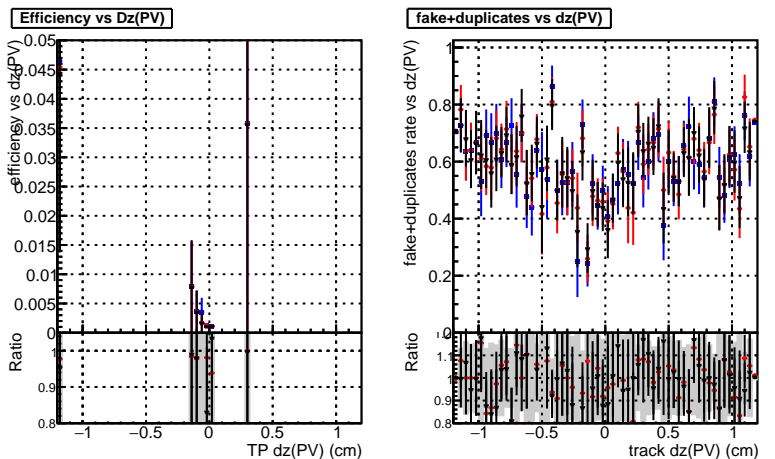 Efficiency vs Dz(PV)
efficiency vs dz(PV)
0.05
0.045
0.04
0.035
0.03
0.025
0.02
0.015
0.01
0.005
0
Ratio
1
0.9
0.8
−1 −0.5 0 0.5 1
TP dz(PV) (cm)
fake+duplicates vs dz(PV)
fake+duplicates rate vs dz(PV)
1
0.8
0.6
0.4
0.2
Ratio
1.1
1
0.9
0.8
−1 −0.5 0 0.5 1
track dz(PV) (cm)